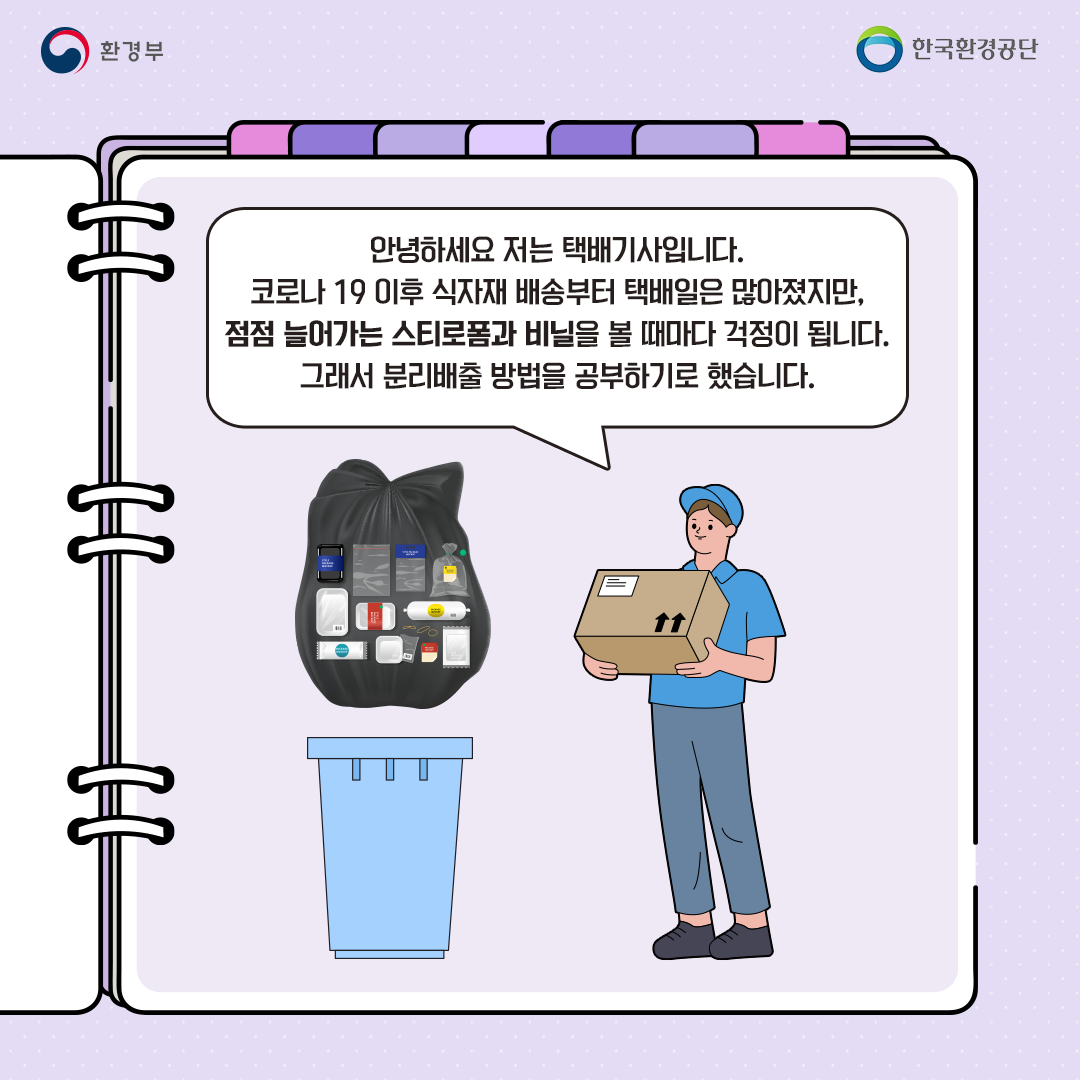 환경부
한국환경공단
안녕하세요 저는 택배기사입니다.
코로나 19 이후 식자재 배송부터 택배일은 많아졌지만,
점점 늘어가는 스티로폼과 비닐을 볼 때마다 걱정이 됩니다.
그래서 분리배출 방법을 공부하기로 했습니다.